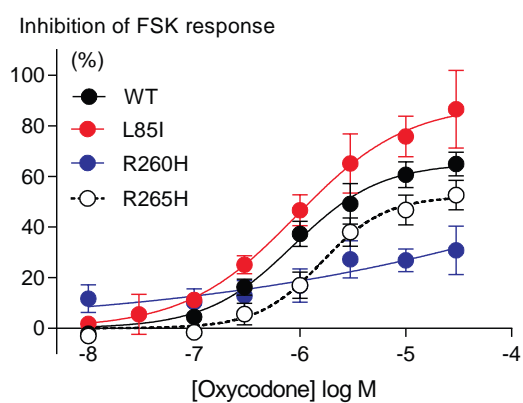 Inhibition of FSK response
(%)
100
80
60
40
20
0
WT
L85I
R260H
R265H
-8 -7 -6 -5 -4
[Oxycodone] log M